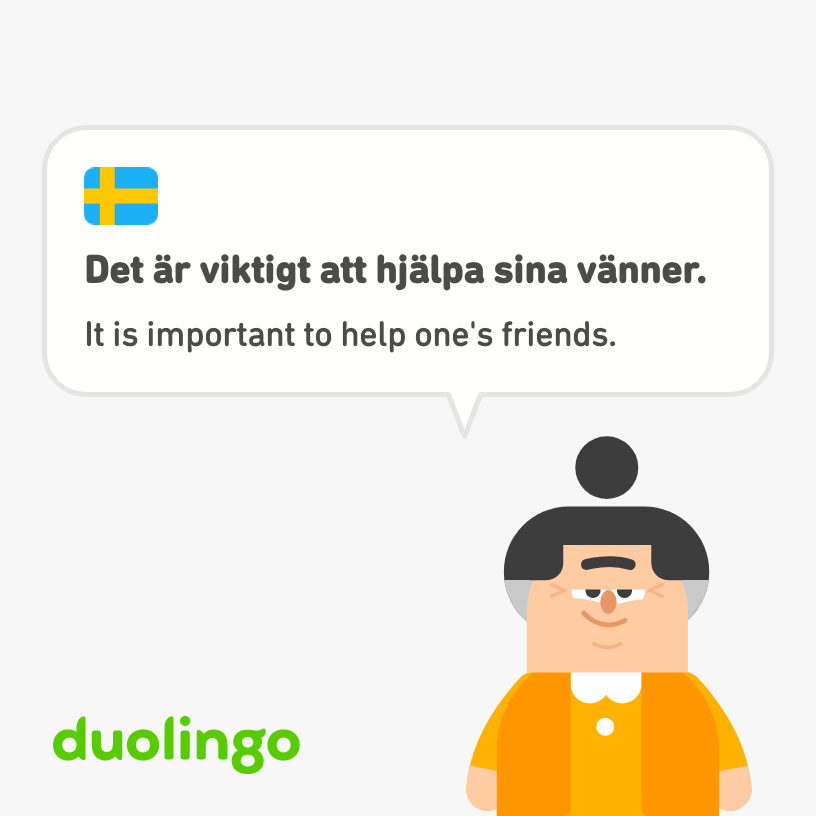 Det är viktigt att hjälpa sina vänner.
It is important to help one's friends.
duolingo